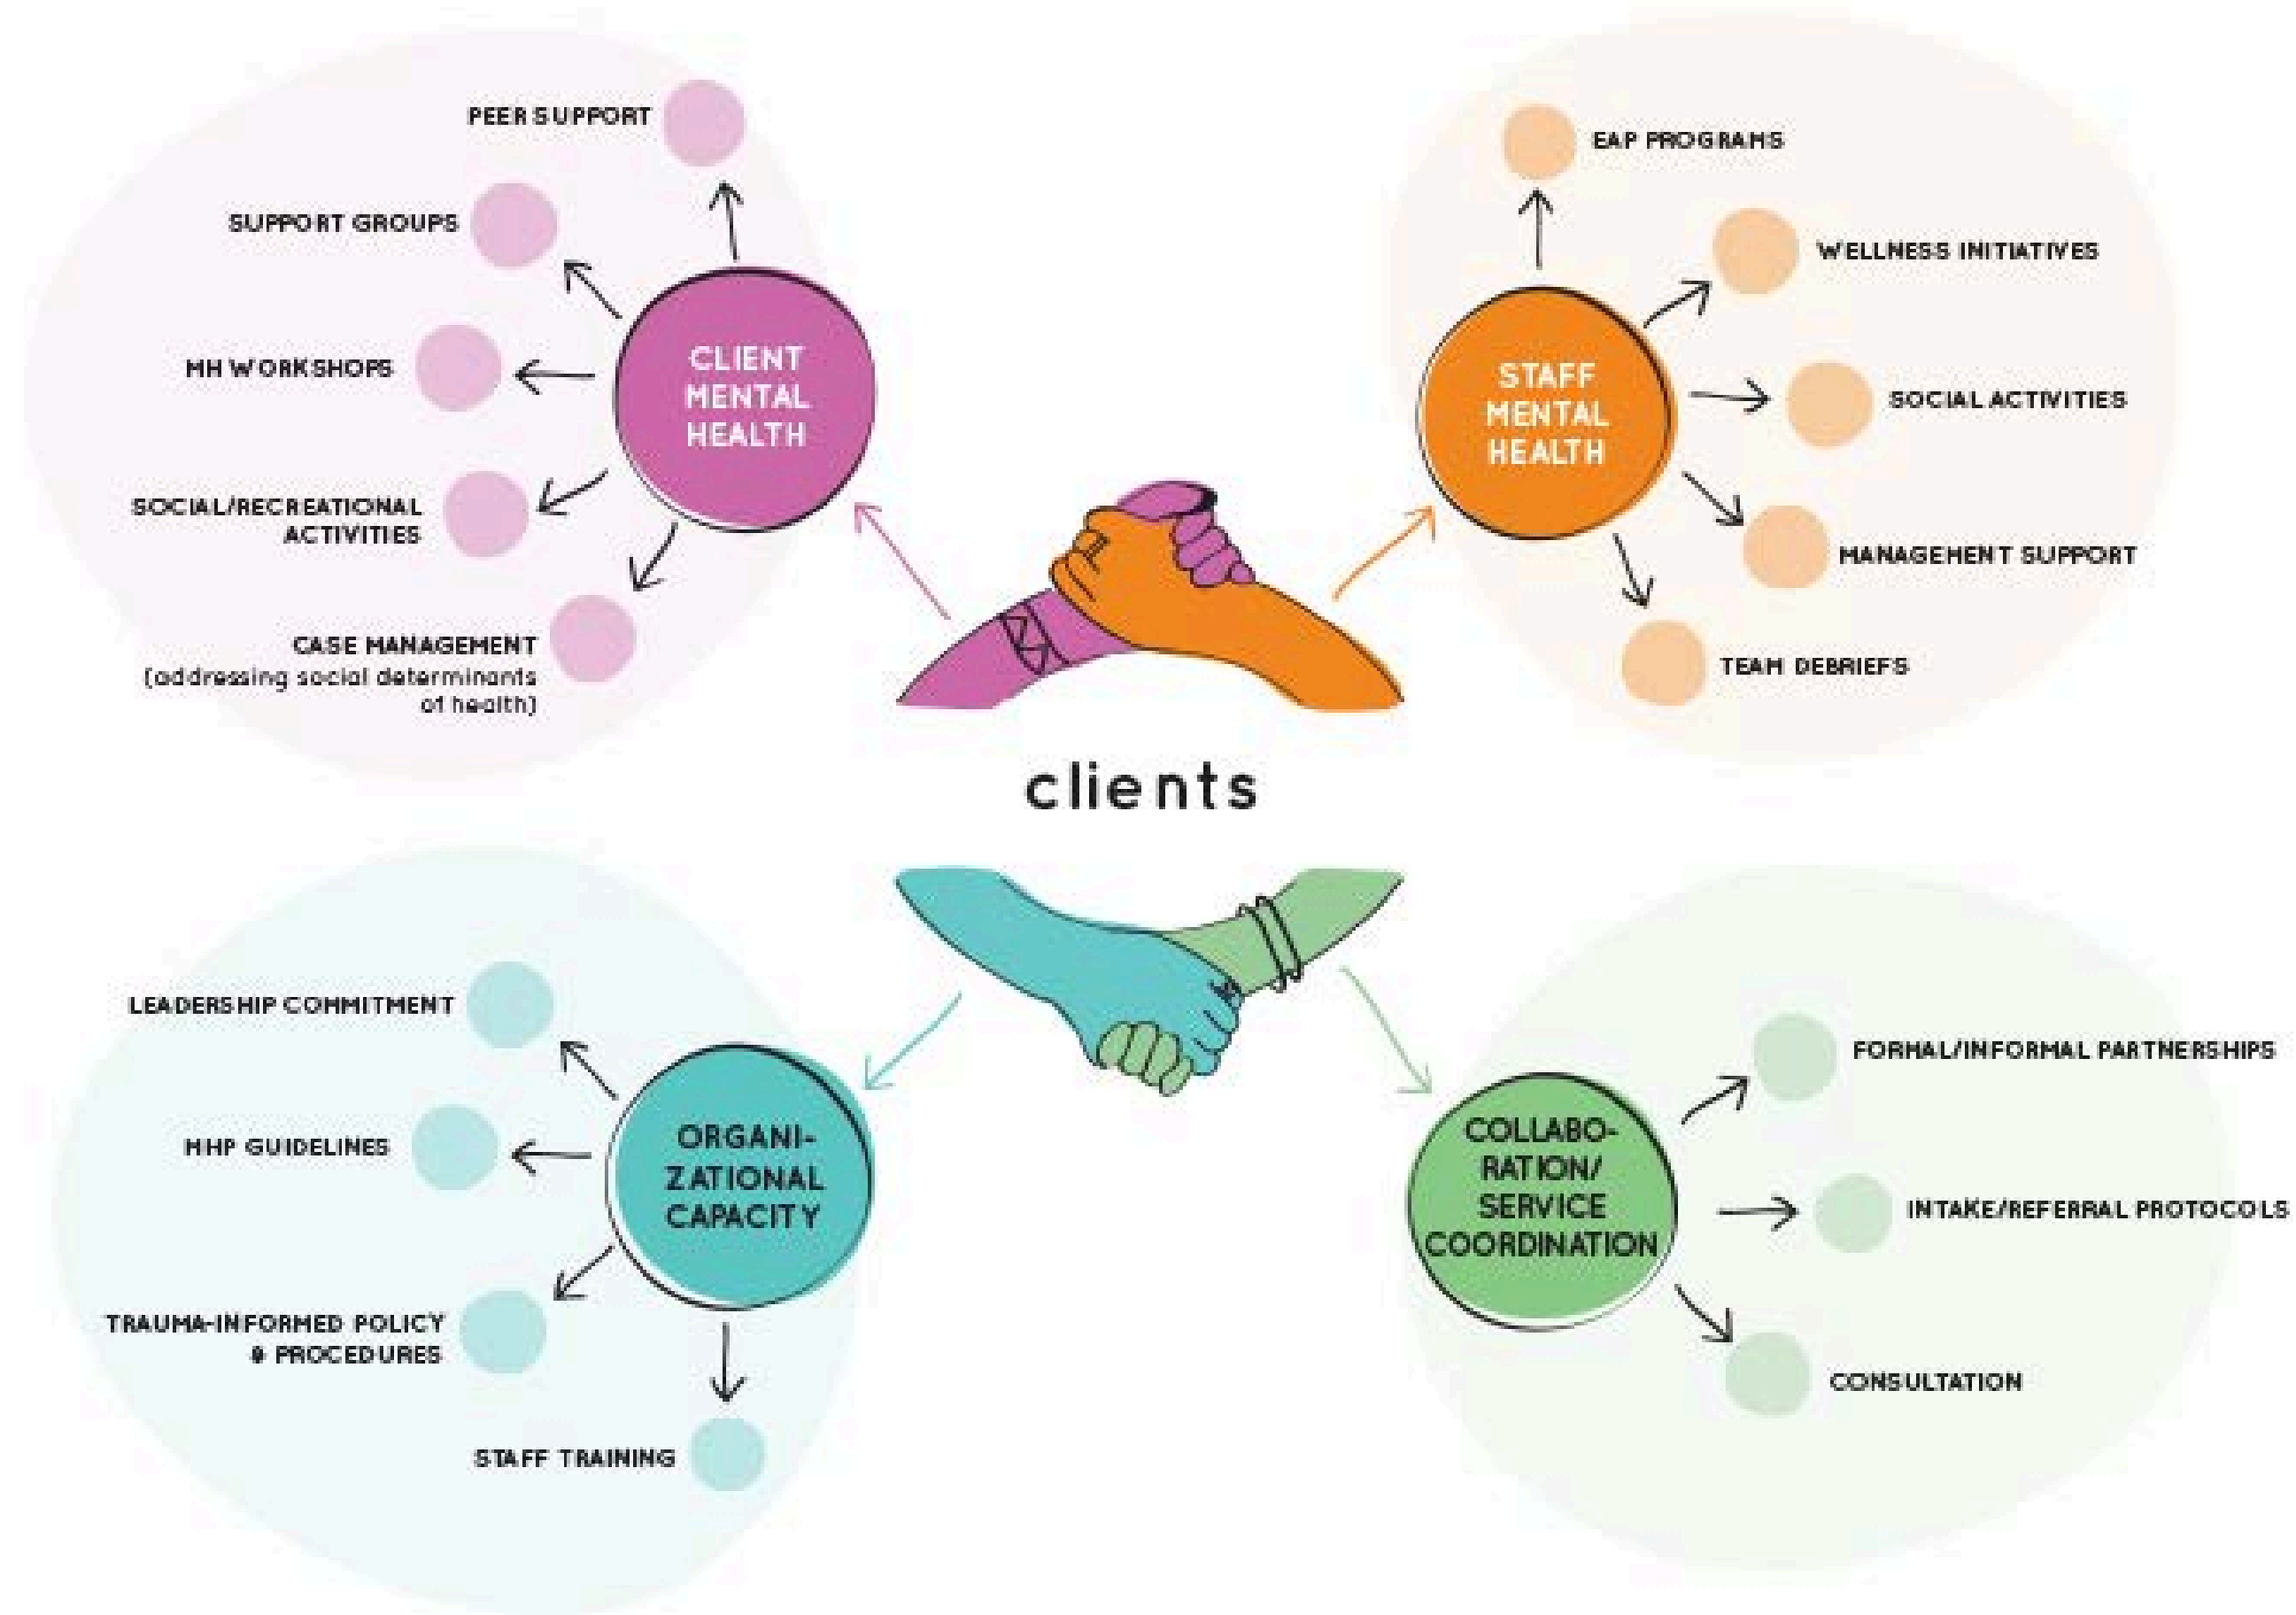 PEER SUPPORT
SUPPORT GROUPS
MH WORKSHOPS
SOCIAL/RECREATIONAL
ACTIVITIES
CASE MANAGEMENT
(addressing social determinants
of health)
CLIENT
MENTAL
HEALTH
EAP PROGRAMS
WELLNESS INITIATIVES
SOCIAL ACTIVITIES
MANAGEMENT SUPPORT
TEAM DEBRIEFS
STAFF
MENTAL
HEALTH
clients
LEADERSHIP COMMITMENT
MHP GUIDELINES
TRAUMA-INFORMED POLICY
& PROCEDURES
STAFF TRAINING
ORGANI-
ZATIONAL
CAPACITY
COLLABO-
RATION/
SERVICE
COORDINATION
FORMAL/INFORMAL PARTNERSHIPS
INTAKE/REFERRAL PROTOCOLS
CONSULTATION